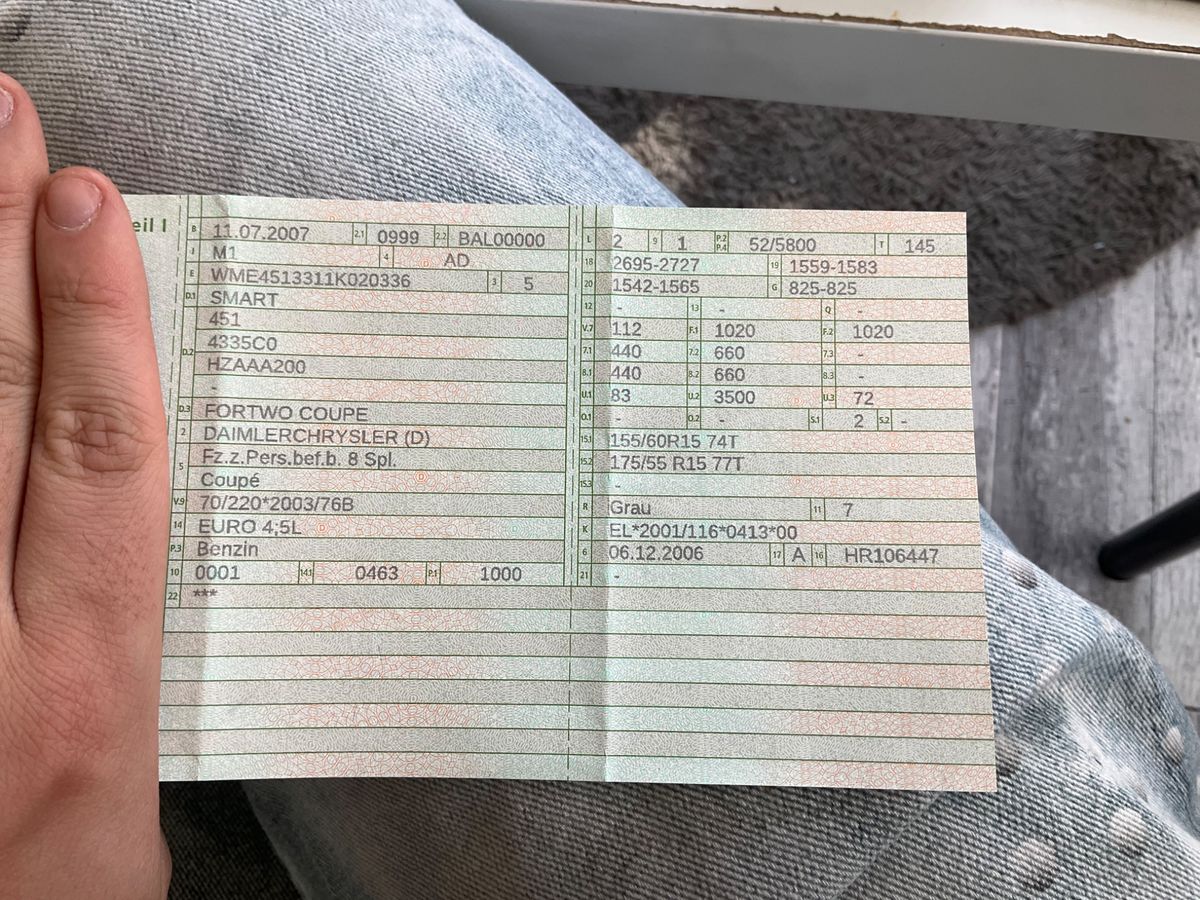 eil I
B 11.07.2007 2.1 0999 2.2 BAL00000
J M1 4 AD
E WME4513311K020336 3 5
D.1 SMART
451
D.2 4335C0
HZAAA200
-
D.3 FORTWO COUPE
2 DAIMLERCHRYSLER (D)
5 Fz.z.Pers.bef.b. 8 Spl.
Coupé
V.9 70/220*2003/76B
14 EURO 4;5L
P.3 Benzin
10 0001 14.1 0463 P.1 1000
22 ***
L 2 9 1 P.2 P.4 52/5800 T 145
18 2695-2727 19 1559-1583
20 1542-1565 G 825-825
12 - 13 - Q -
V.7 112 F.1 1020 F.2 1020
7.1 440 7.2 660 7.3 -
8.1 440 8.2 660 8.3 -
U.1 83 U.2 3500 U.3 72
O.1 - O.2 - S.1 2 S.2 -
15.1 155/60R15 74T
15.2 175/55 R15 77T
15.3 -
R Grau 11 7
K EL*2001/116*0413*00
6 06.12.2006 17 A 16 HR106447
21 -